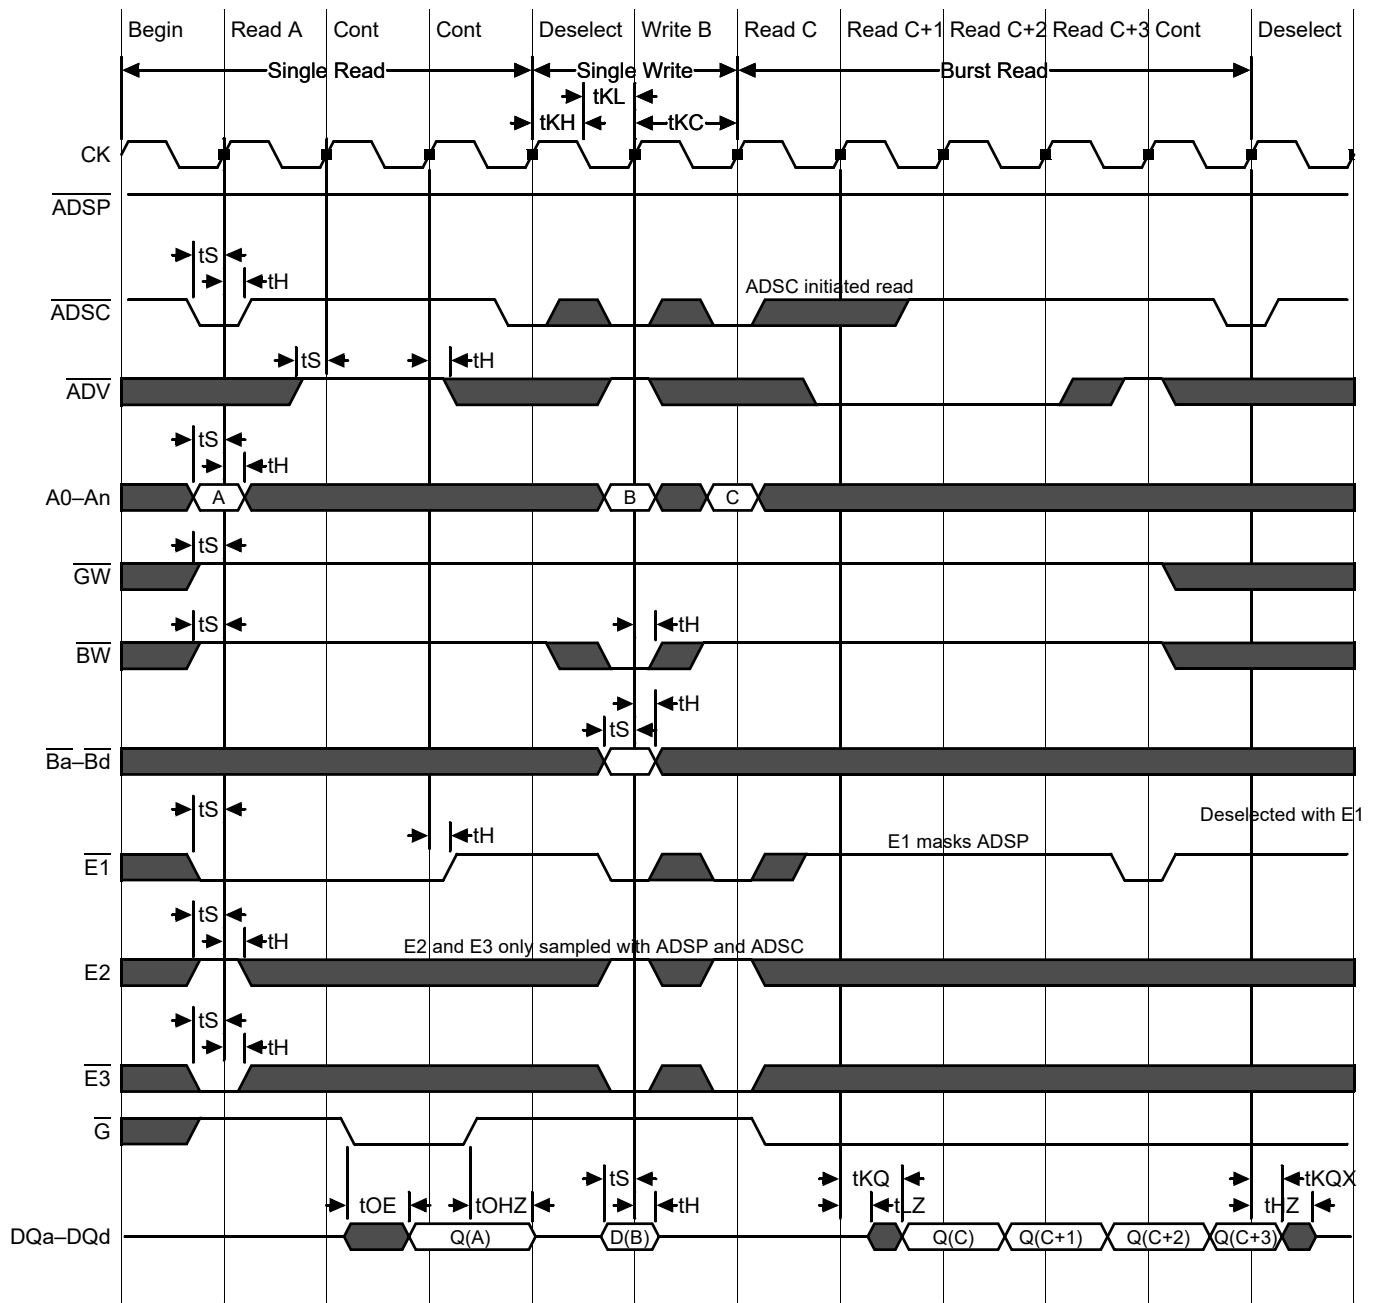 Begin Read A Cont Cont Deselect Write B Read C Read C+1 Read C+2 Read C+3 Cont Deselect
Single Read Single Write Burst Read
tKL
tKH tKC
CK
ADSP
tS
tH
ADSC initiated read
ADSC
tS tH
ADV
tS
tH
A0–An A B C
tS
GW
tS tH
BW
tH
tS
Ba–Bd
tS
Deselected with E1
tH
E1 masks ADSP
E1
tS
tH
E2 and E3 only sampled with ADSP and ADSC
E2
tS
tH
E3
G
tS tKQ tKQX
tOE tOHZ tH tLZ tHZ
DQa–DQd Q(A) D(B) Q(C) Q(C+1) Q(C+2) Q(C+3)